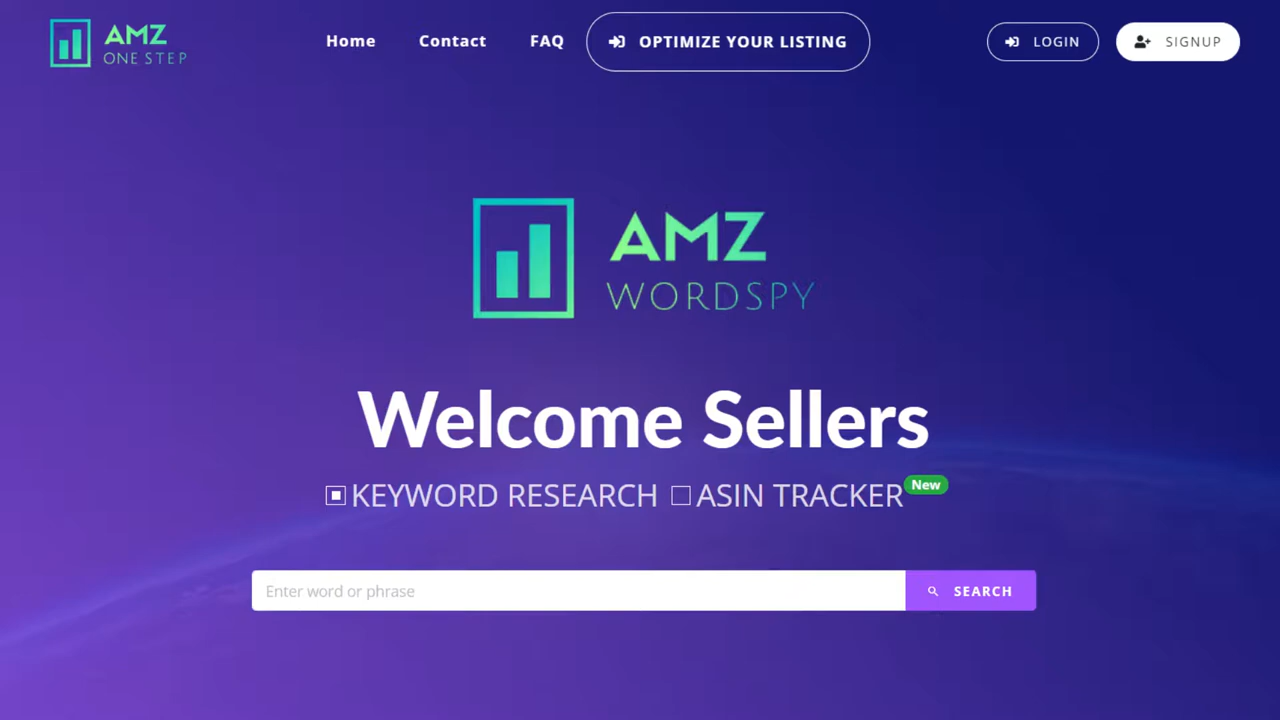 AMZ
ONE STEP
Home
Contact
FAQ
OPTIMIZE YOUR LISTING
LOGIN
SIGNUP
AMZ
WORDSPY
Welcome Sellers
KEYWORD RESEARCH ASIN TRACKER New
Enter word or phrase
SEARCH